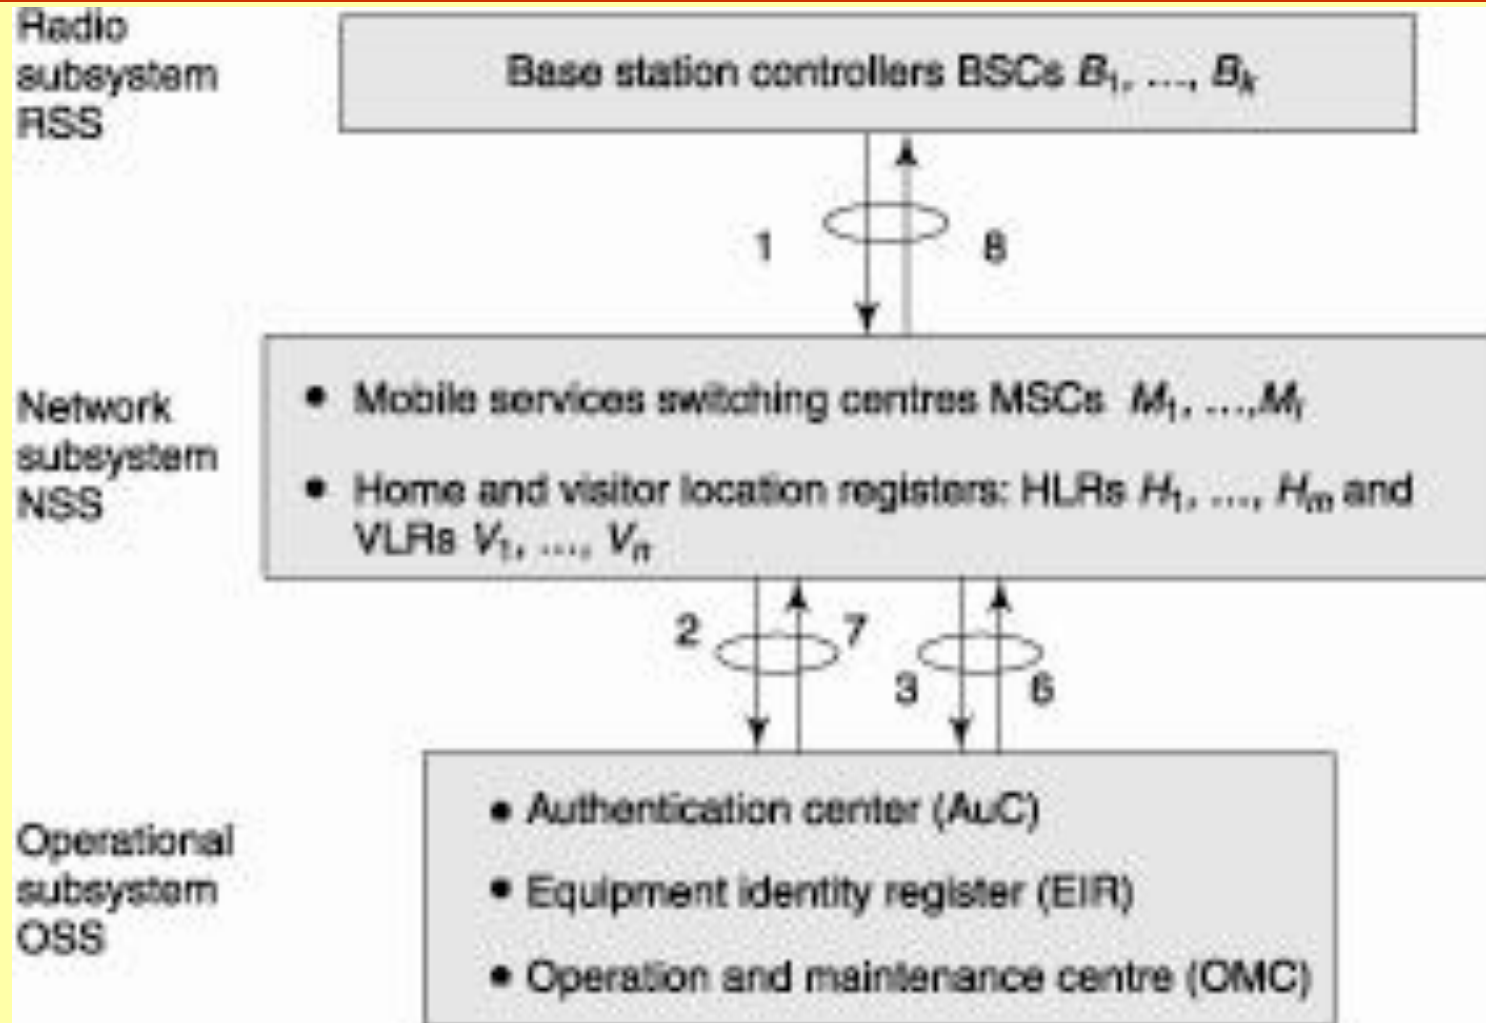 Radio
subsystem
RSS
Base station controllers BSCs B₁, ..., Bₖ
1
8
Network
subsystem
NSS
• Mobile services switching centres MSCs M₁, ...,Mₗ
• Home and visitor location registers: HLRs H₁, ..., Hₘ and
VLRs V₁, ..., Vₙ
2
7
3
6
Operational
subsystem
OSS
• Authentication center (AuC)
• Equipment identity register (EIR)
• Operation and maintenance centre (OMC)